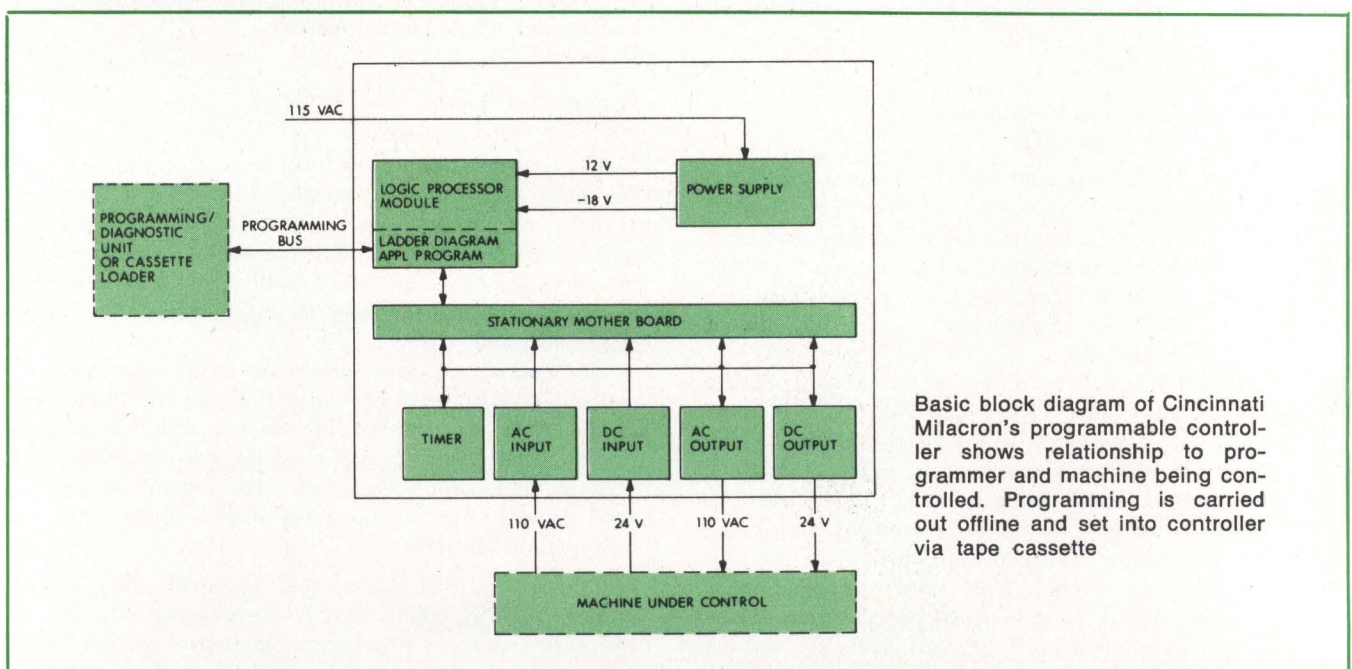 115 VAC
12 V
POWER SUPPLY
LOGIC PROCESSOR
MODULE
-18 V
PROGRAMMING/
DIAGNOSTIC
UNIT
OR CASSETTE
LOADER
PROGRAMMING
BUS
LADDER DIAGRAM
APPL PROGRAM
STATIONARY MOTHER BOARD
TIMER
AC
INPUT
DC
INPUT
AC
OUTPUT
DC
OUTPUT
110 VAC
24 V
110 VAC
24 V
MACHINE UNDER CONTROL
Basic block diagram of Cincinnati
Milacron's programmable control-
ler shows relationship to pro-
grammer and machine being con-
trolled. Programming is carried
out offline and set into controller
via tape cassette